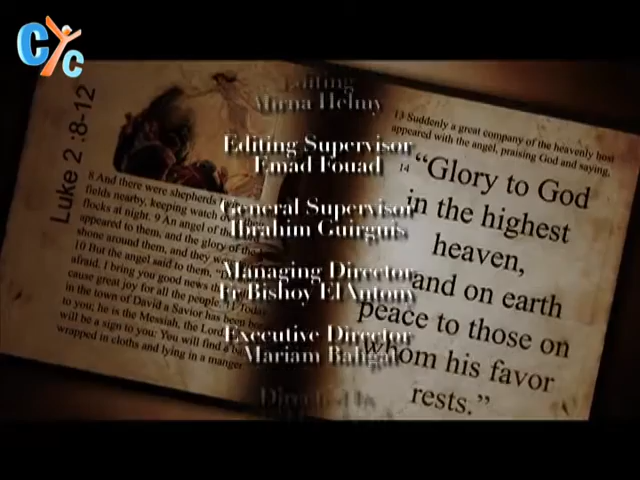 CYC
Luke 2 :8-12
8 And there were shepherds
fields nearby, keeping watch
flocks at night. 9 An angel of the
appeared to them, and the glory of the
shone around them, and they were
10 But the angel said to them, "
afraid. I bring you good news
cause great joy for all the people. 11 Today
in the town of David a Savior has been
to you; he is the Messiah, the Lord.
will be a sign to you: You will find a
wrapped in cloths and lying in a manger
Editing
Mirna Helmy
Editing Supervisor
Emad Fouad
General Supervisor
Ibrahim Guirguis
Managing Director
Fr Bishoy ElAntony
Executive Director
Mariam Bahgat
Directed by
13 Suddenly a great company of the heavenly host
appeared with the angel, praising God and saying,
14 “Glory to God
in the highest
heaven,
and on earth
peace to those on
whom his favor
rests.”